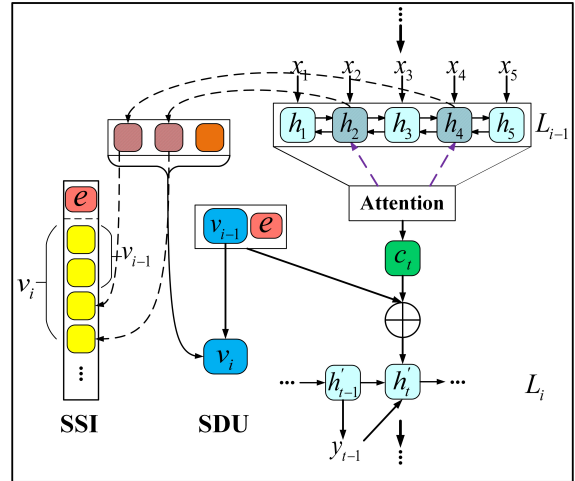 x₁ x₂ x₃ x₄ x₅
h₁ h₂ h₃ h₄ h₅ Lᵢ₋₁
e
Attention
vᵢ₋₁ e
vᵢ₋₁
cₜ
vᵢ
vᵢ
h'ₜ₋₁ h'ₜ Lᵢ
SSI SDU
yₜ₋₁